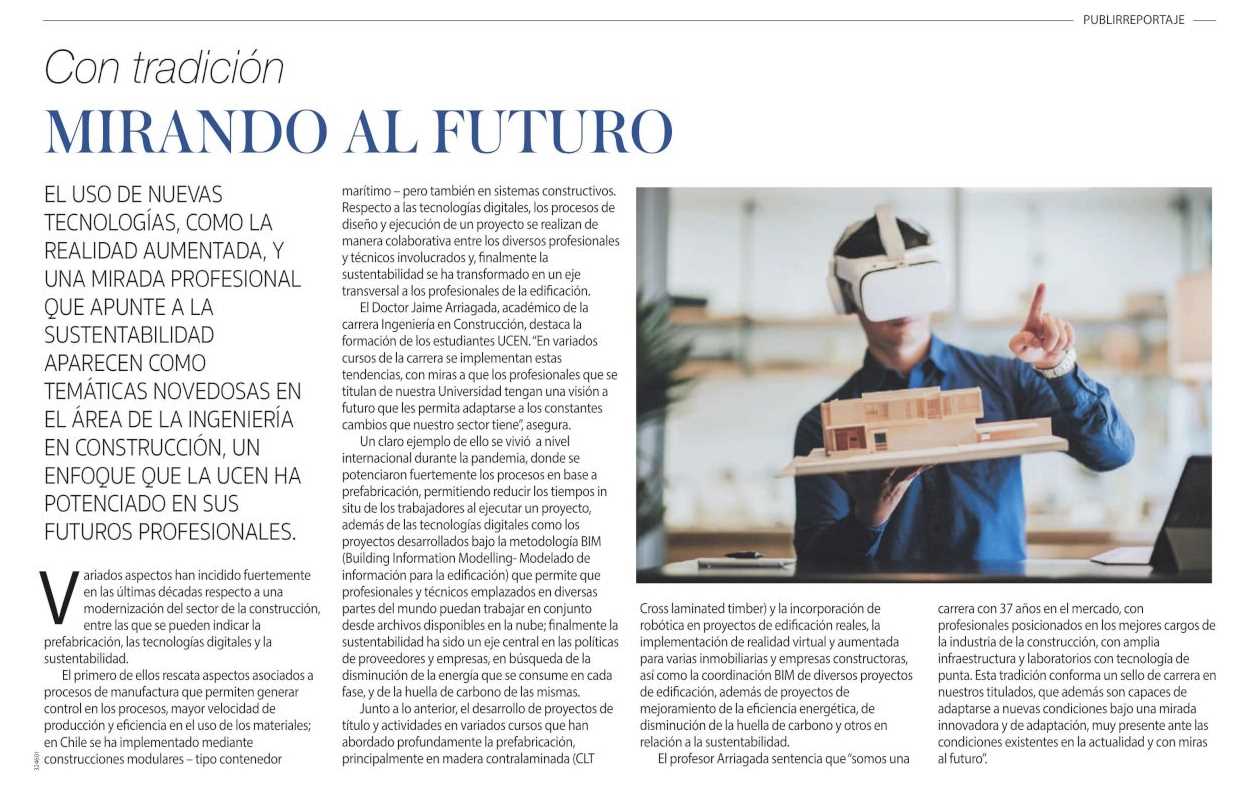 PUBLIRREPORTAJE
Con tradición
MIRANDO AL FUTURO
EL USO DE NUEVAS
TECNOLOGÍAS, COMO LA
REALIDAD AUMENTADA, Y
UNA MIRADA PROFESIONAL
QUE APUNTE A LA
SUSTENTABILIDAD
APARECEN COMO
TEMÁTICAS NOVEDOSAS EN
EL ÁREA DE LA INGENIERÍA
EN CONSTRUCCIÓN, UN
ENFOQUE QUE LA UCEN HA
POTENCIADO EN SUS
FUTUROS PROFESIONALES.
Variados aspectos han incidido fuertemente
en las últimas décadas respecto a una
modernización del sector de la construcción,
entre las que se pueden indicar la
prefabricación, las tecnologías digitales y la
sustentabilidad.
El primero de ellos rescata aspectos asociados a
procesos de manufactura que permiten generar
control en los procesos, mayor velocidad de
producción y eficiencia en el uso de los materiales;
en Chile se ha implementado mediante
construcciones modulares – tipo contenedor
marítimo – pero también en sistemas constructivos.
Respecto a las tecnologías digitales, los procesos de
diseño y ejecución de un proyecto se realizan de
manera colaborativa entre los diversos profesionales
y técnicos involucrados y, finalmente la
sustentabilidad se ha transformado en un eje
transversal a los profesionales de la edificación.
El Doctor Jaime Arriagada, académico de la
carrera Ingeniería en Construcción, destaca la
formación de los estudiantes UCEN. "En variados
cursos de la carrera se implementan estas
tendencias, con miras a que los profesionales que se
titulan de nuestra Universidad tengan una visión a
futuro que les permita adaptarse a los constantes
cambios que nuestro sector tiene", asegura.
Un claro ejemplo de ello se vivió a nivel
internacional durante la pandemia, donde se
potenciaron fuertemente los procesos en base a
prefabricación, permitiendo reducir los tiempos in
situ de los trabajadores al ejecutar un proyecto,
además de las tecnologías digitales como los
proyectos desarrollados bajo la metodología BIM
(Building Information Modelling- Modelado de
información para la edificación) que permite que
profesionales y técnicos emplazados en diversas
partes del mundo puedan trabajar en conjunto
desde archivos disponibles en la nube; finalmente la
sustentabilidad ha sido un eje central en las políticas
de proveedores y empresas, en búsqueda de la
disminución de la energía que se consume en cada
fase, y de la huella de carbono de las mismas.
Junto a lo anterior, el desarrollo de proyectos de
título y actividades en variados cursos que han
abordado profundamente la prefabricación,
principalmente en madera contralaminada (CLT
Cross laminated timber) y la incorporación de
robótica en proyectos de edificación reales, la
implementación de realidad virtual y aumentada
para varias inmobiliarias y empresas constructoras,
así como la coordinación BIM de diversos proyectos
de edificación, además de proyectos de
mejoramiento de la eficiencia energética, de
disminución de la huella de carbono y otros en
relación a la sustentabilidad.
El profesor Arriagada sentencia que "somos una
carrera con 37 años en el mercado, con
profesionales posicionados en los mejores cargos de
la industria de la construcción, con amplia
infraestructura y laboratorios con tecnología de
punta. Esta tradición conforma un sello de carrera en
nuestros titulados, que además son capaces de
adaptarse a nuevas condiciones bajo una mirada
innovadora y de adaptación, muy presente ante las
condiciones existentes en la actualidad y con miras
al futuro".